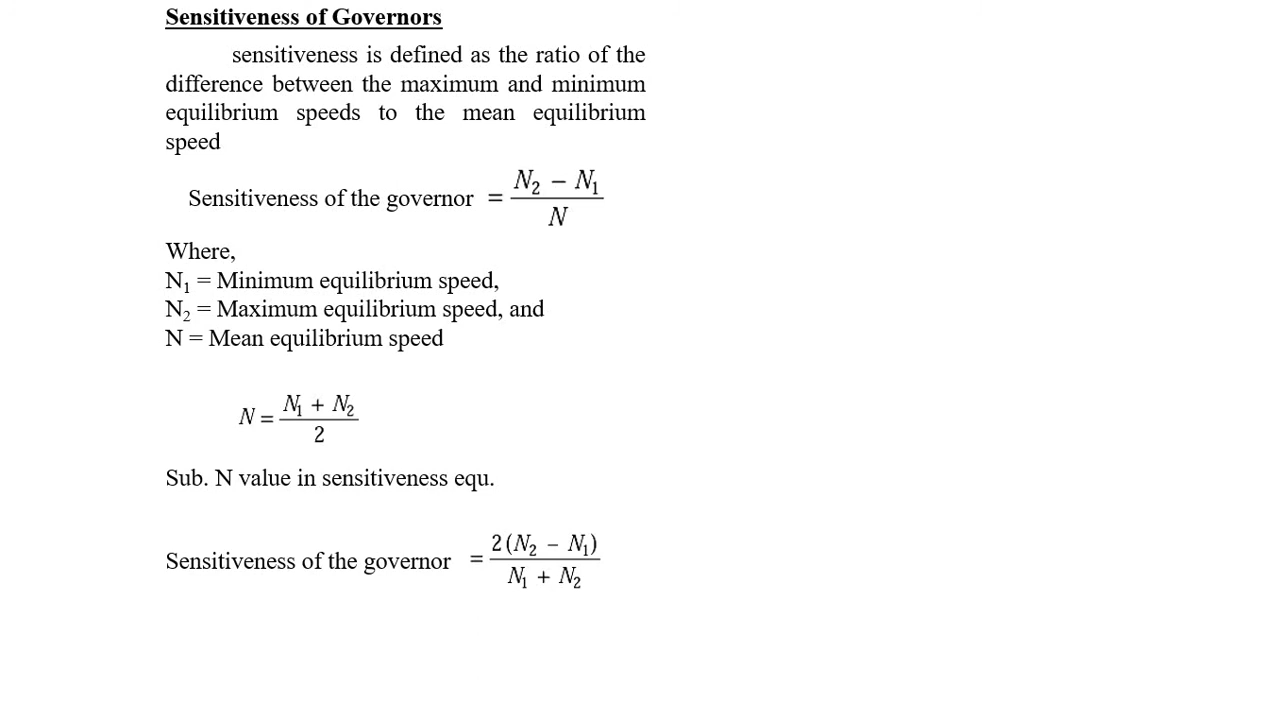 Sensitiveness of Governors
sensitiveness is defined as the ratio of the
difference between the maximum and minimum
equilibrium speeds to the mean equilibrium
speed
Sensitiveness of the governor = (N₂ − N₁) / N
Where,
N₁ = Minimum equilibrium speed,
N₂ = Maximum equilibrium speed, and
N = Mean equilibrium speed
N = (N₁ + N₂) / 2
Sub. N value in sensitiveness equ.
Sensitiveness of the governor = 2(N₂ − N₁) / (N₁ + N₂)